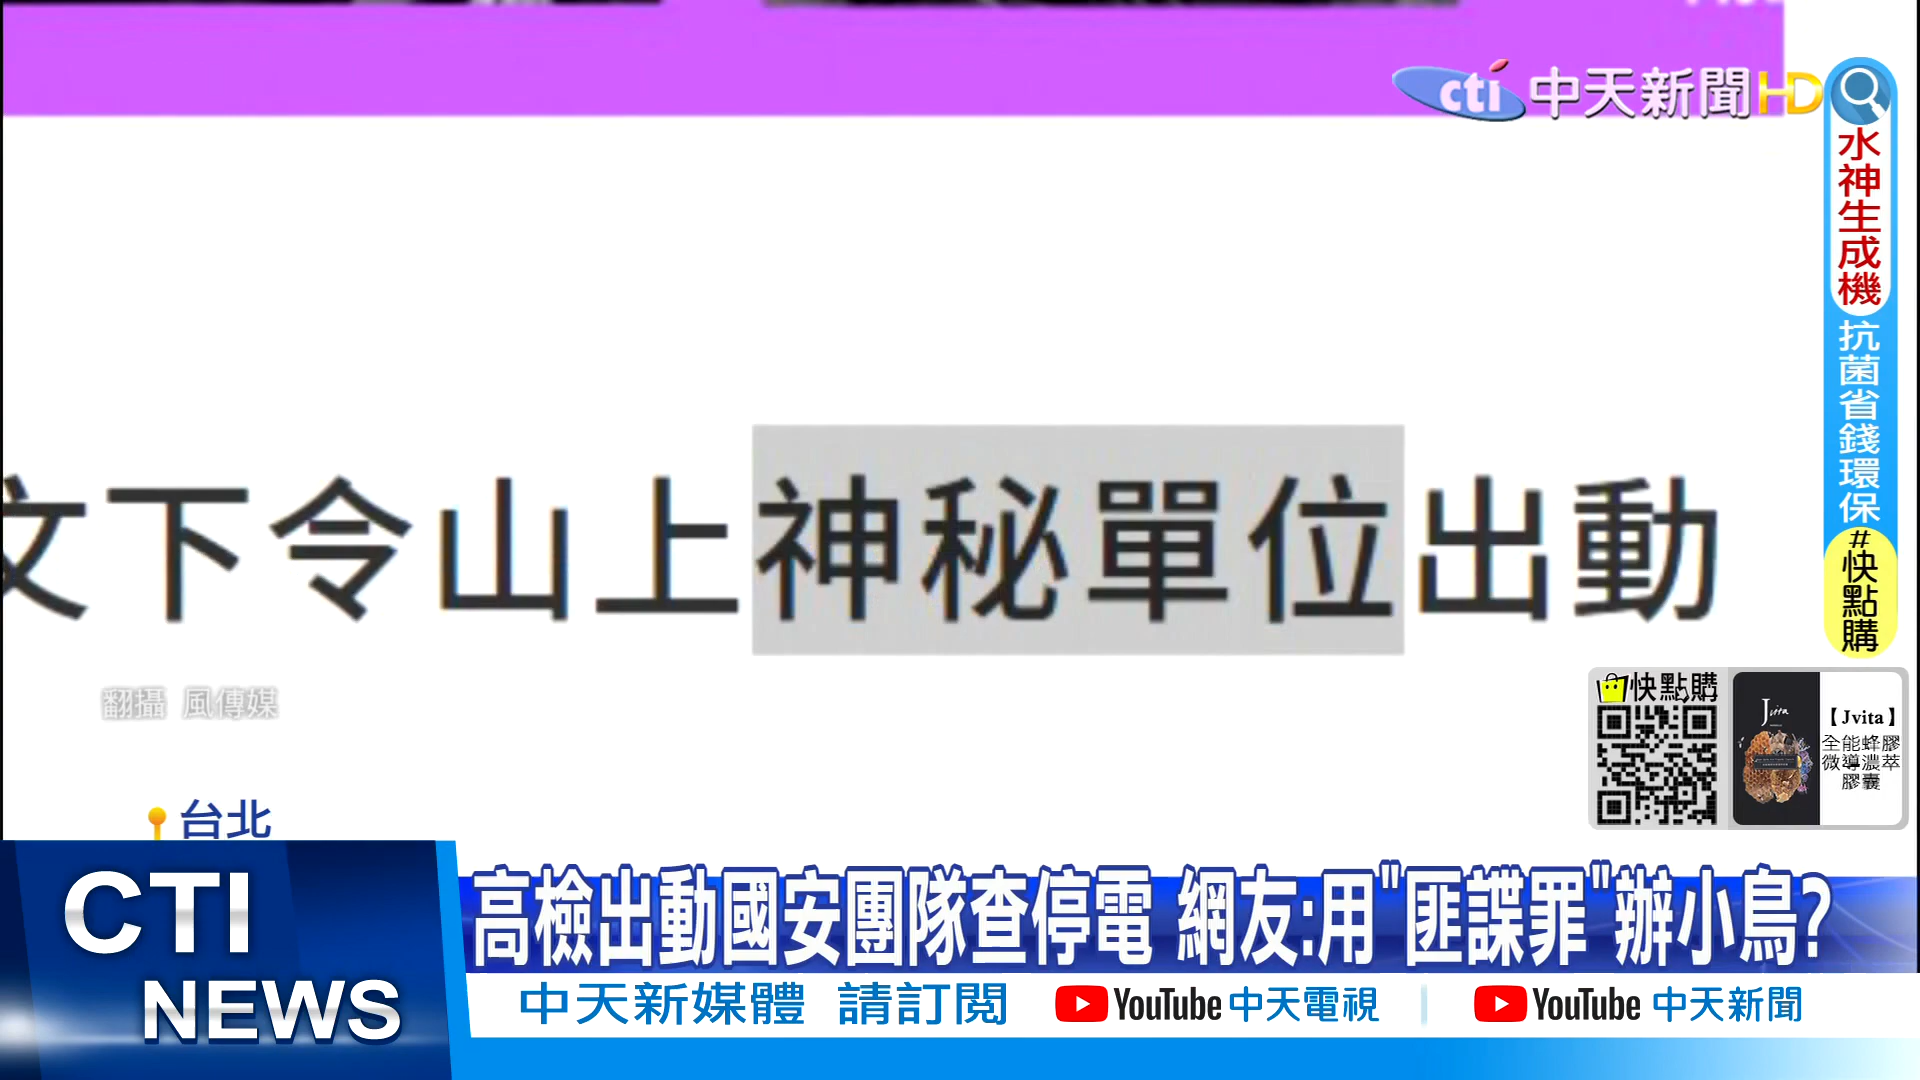 cti 中天新聞HD
水神生成機
抗菌省錢環保
#快點購
文下令山上神秘單位出動
翻攝 風傳媒
快點購
Jvita
【Jvita】
全能蜂膠
微導濃萃
膠囊
台北
CTI
NEWS
高檢出動國安團隊查停電 網友:用"匪諜罪"辦小鳥?
中天新媒體 請訂閱 YouTube 中天電視 | YouTube 中天新聞